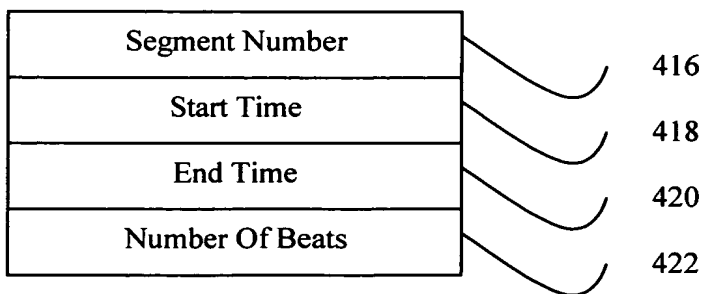 Segment Number
416
Start Time
418
End Time
420
Number Of Beats
422